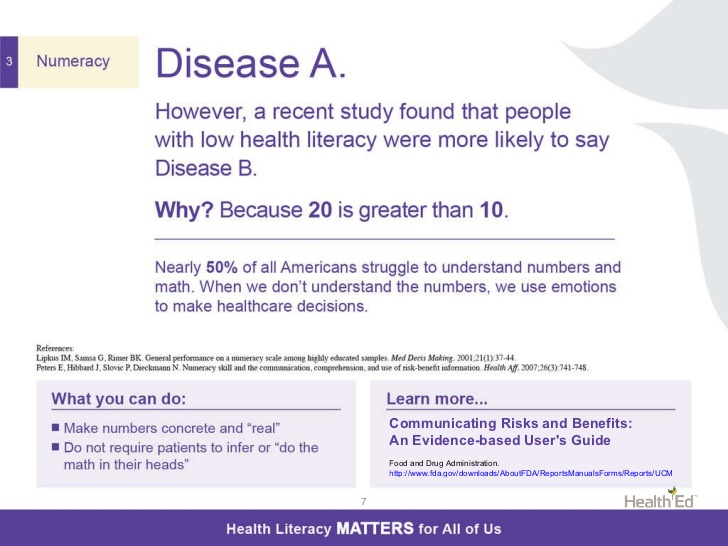 3 Numeracy
Disease A.
However, a recent study found that people
with low health literacy were more likely to say
Disease B.
Why? Because 20 is greater than 10.
Nearly 50% of all Americans struggle to understand numbers and
math. When we don’t understand the numbers, we use emotions
to make healthcare decisions.
References:
Lipkus IM, Samsa G, Rimer BK. General performance on a numeracy scale among highly educated samples. Med Decis Making. 2001;21(1):37-44.
Peters E, Hibbard J, Slovic P, Dieckmann N. Numeracy skill and the communication, comprehension, and use of risk-benefit information. Health Aff. 2007;26(3):741-748.
What you can do:
■ Make numbers concrete and “real”
■ Do not require patients to infer or “do the
math in their heads”
Learn more...
Communicating Risks and Benefits:
An Evidence-based User's Guide
Food and Drug Administration.
http://www.fda.gov/downloads/AboutFDA/ReportsManualsForms/Reports/UCM
7
HealthEd™
Health Literacy MATTERS for All of Us